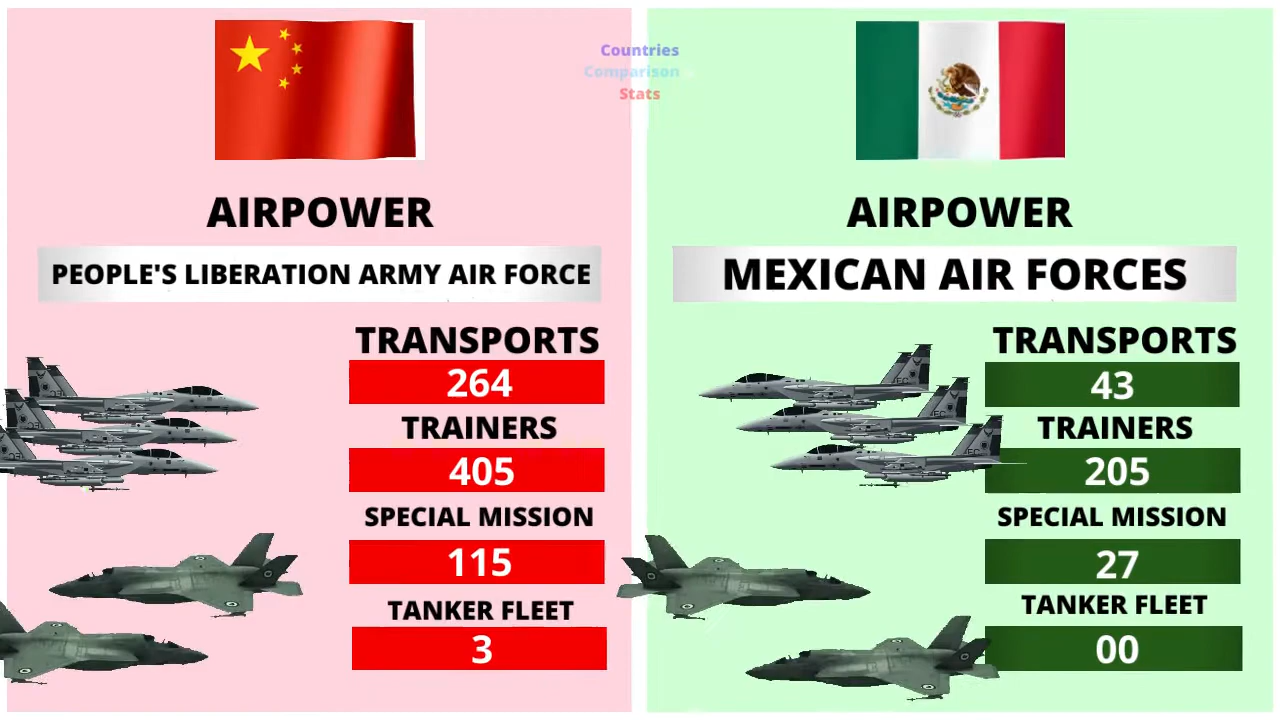 Countries
Comparison
Stats
AIRPOWER
PEOPLE'S LIBERATION ARMY AIR FORCE
TRANSPORTS
264
TRAINERS
405
SPECIAL MISSION
115
TANKER FLEET
3
AIRPOWER
MEXICAN AIR FORCES
TRANSPORTS
43
TRAINERS
205
SPECIAL MISSION
27
TANKER FLEET
00